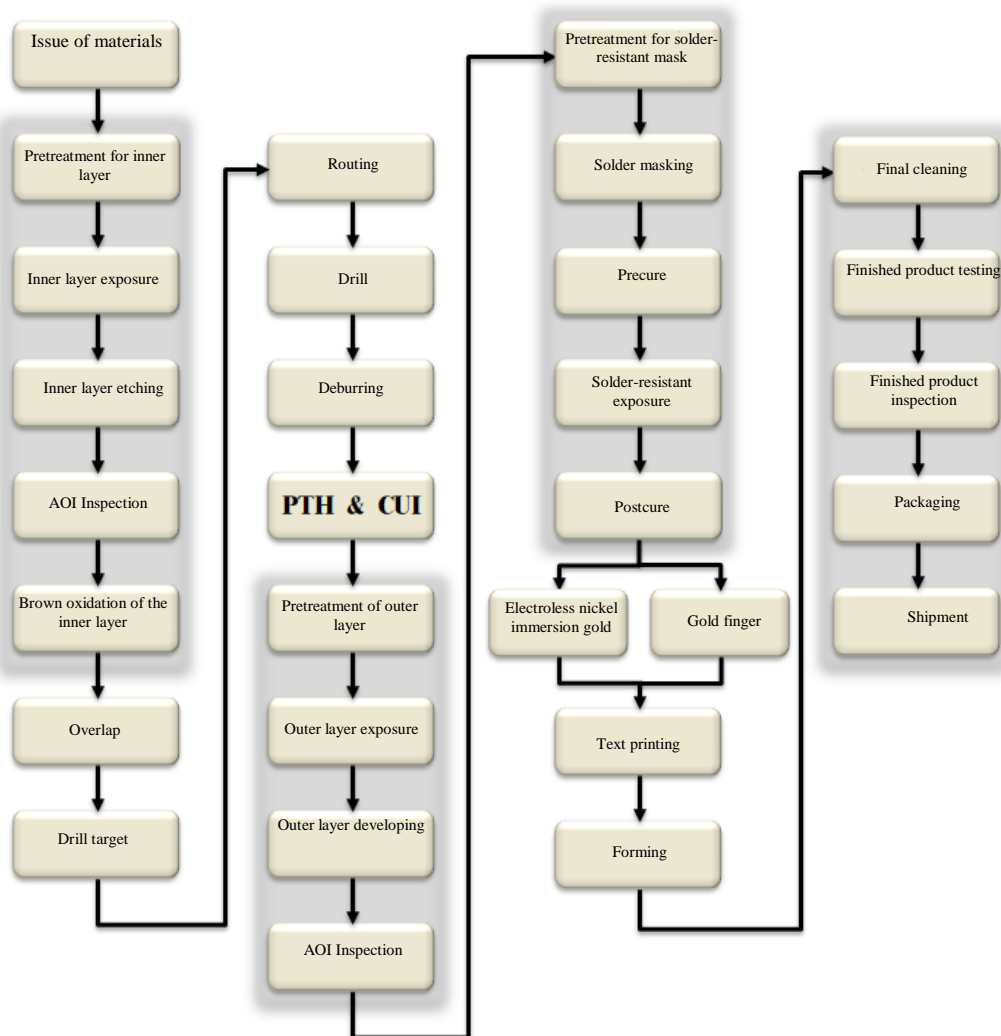 Issue of materials
Pretreatment for inner
layer
Inner layer exposure
Inner layer etching
AOI Inspection
Brown oxidation of the
inner layer
Overlap
Drill target
Routing
Drill
Deburring
PTH & CUI
Pretreatment of outer
layer
Outer layer exposure
Outer layer developing
AOI Inspection
Pretreatment for solder-
resistant mask
Solder masking
Precure
Solder-resistant
exposure
Postcure
Electroless nickel
immersion gold
Gold finger
Text printing
Forming
Final cleaning
Finished product testing
Finished product
inspection
Packaging
Shipment